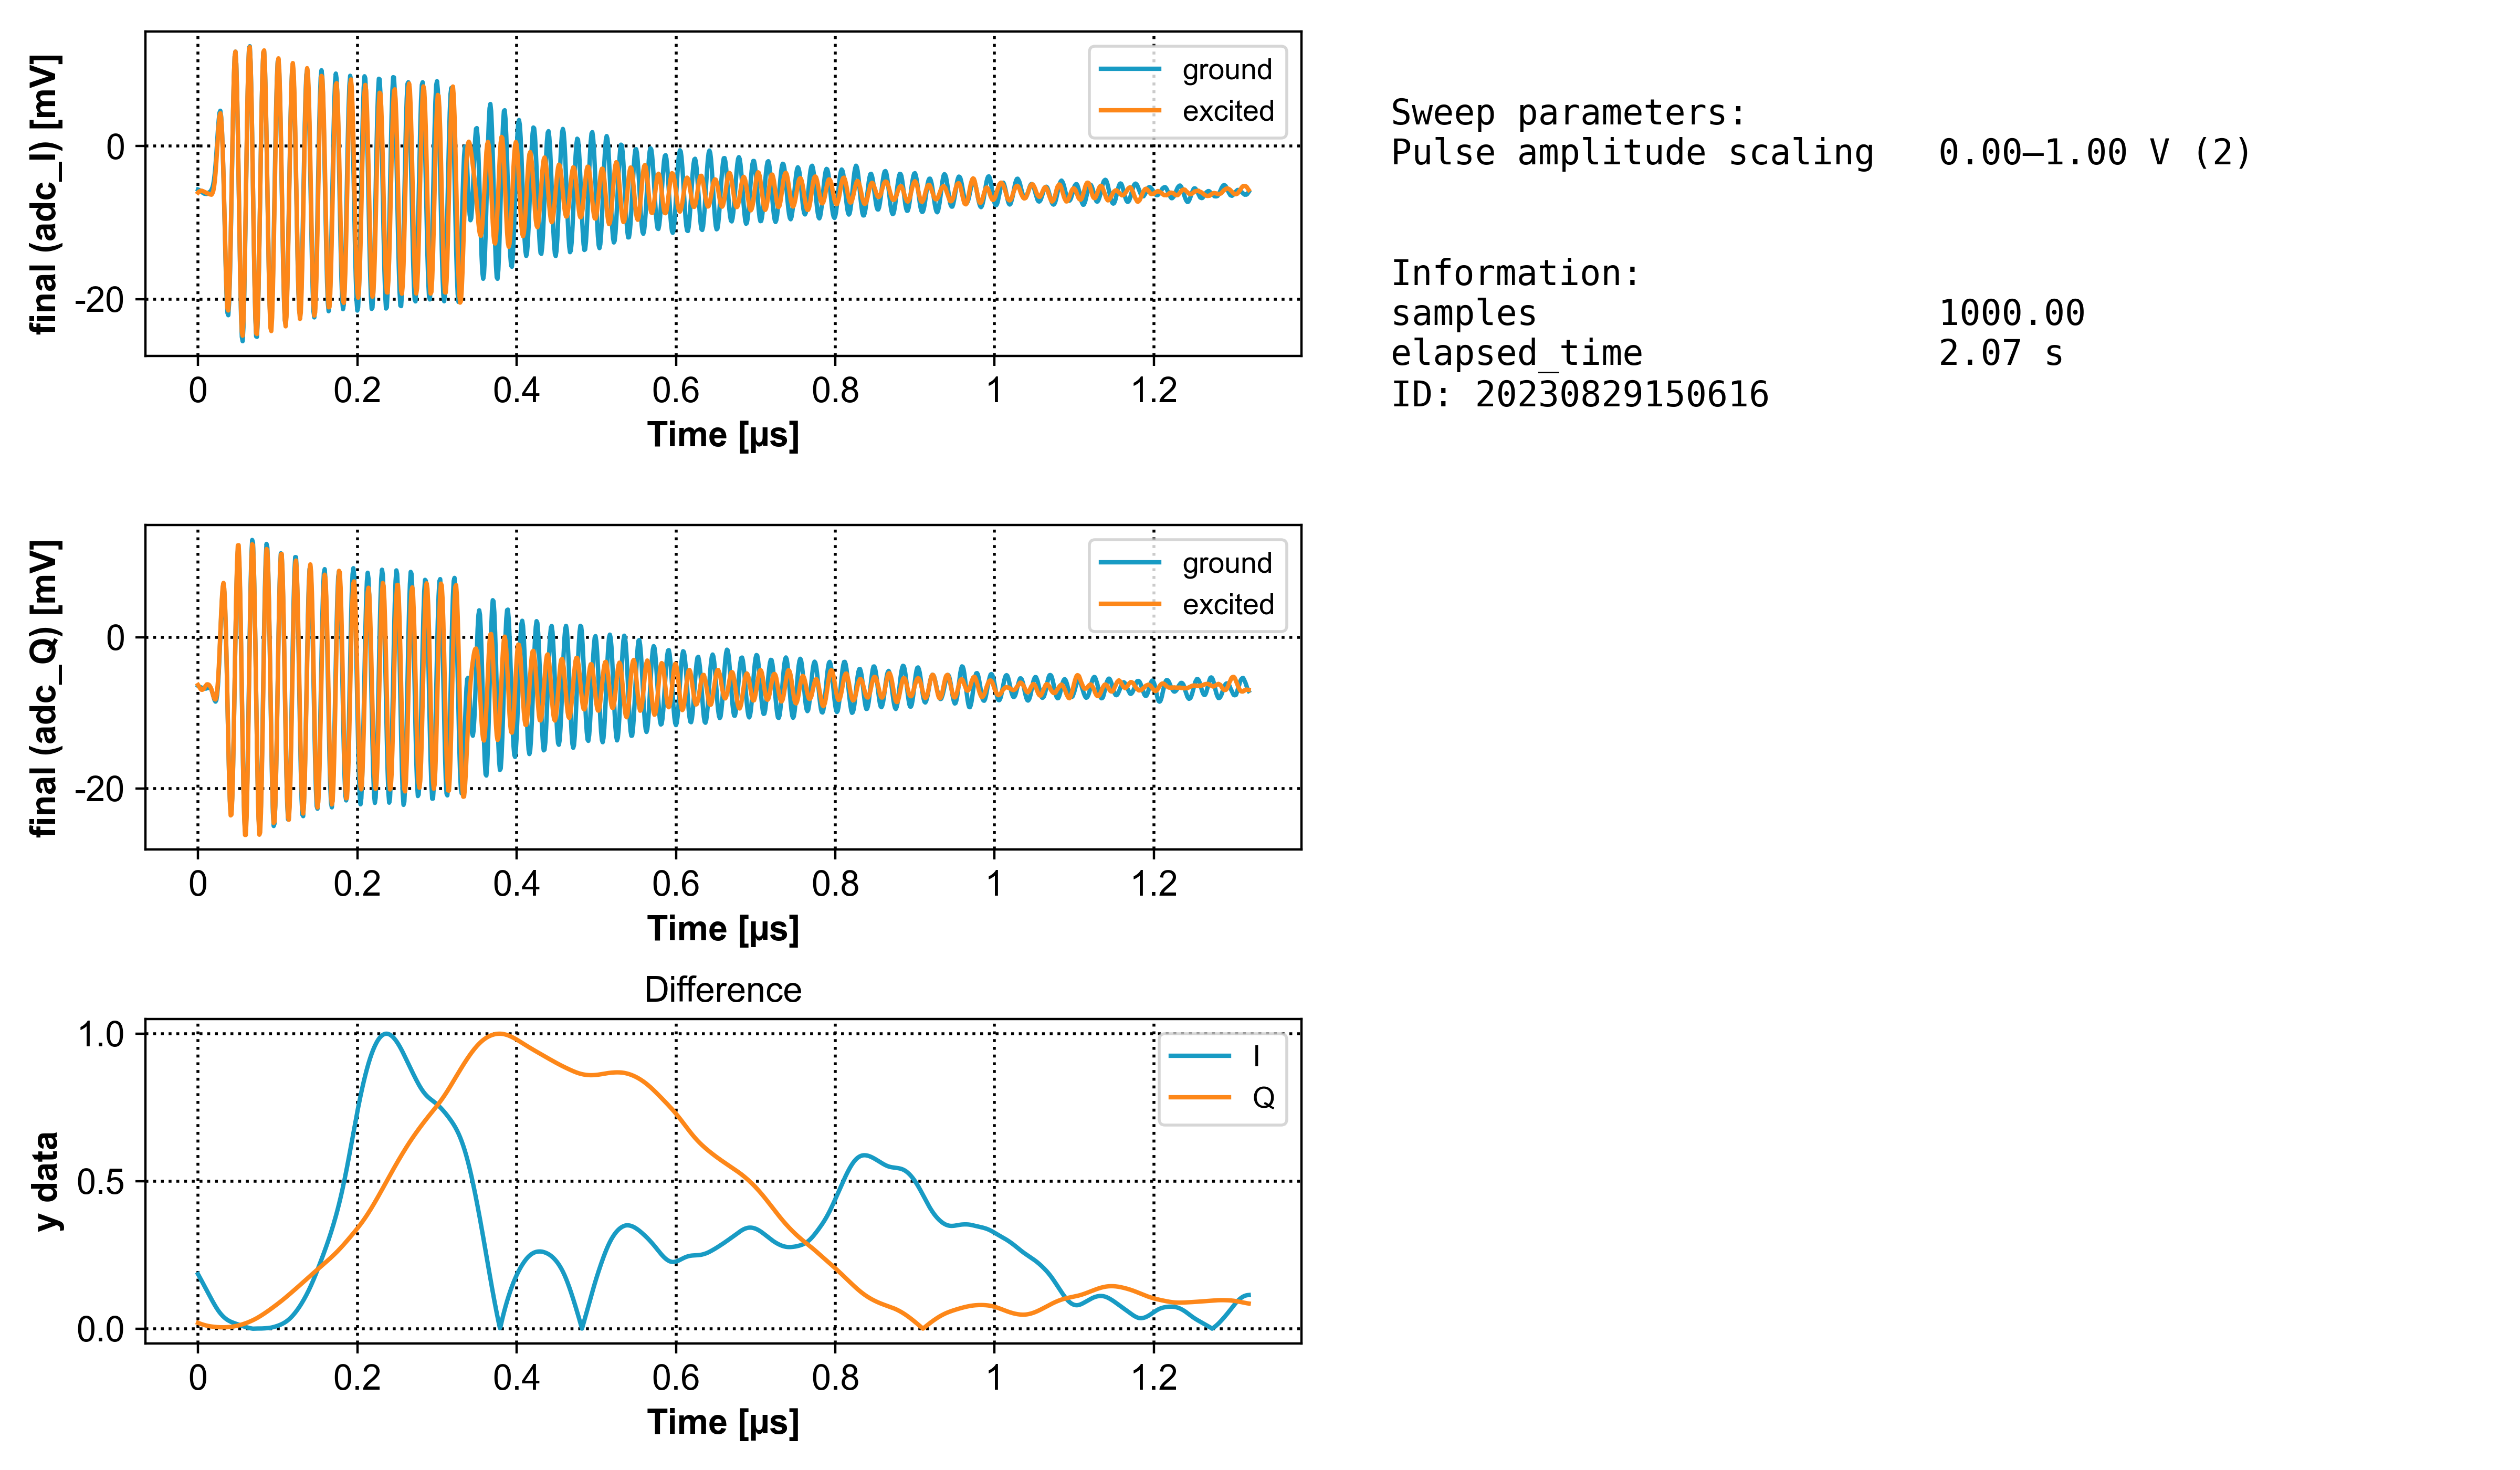 final (adc_I) [mV]
0
-20
ground
excited
0 0.2 0.4 0.6 0.8 1 1.2
Time [µs]
Sweep parameters:
Pulse amplitude scaling 0.00–1.00 V (2)
Information:
samples 1000.00
elapsed_time 2.07 s
ID: 20230829150616
final (adc_Q) [mV]
0
-20
ground
excited
0 0.2 0.4 0.6 0.8 1 1.2
Time [µs]
Difference
y data
1.0
0.5
0.0
I
Q
0 0.2 0.4 0.6 0.8 1 1.2
Time [µs]